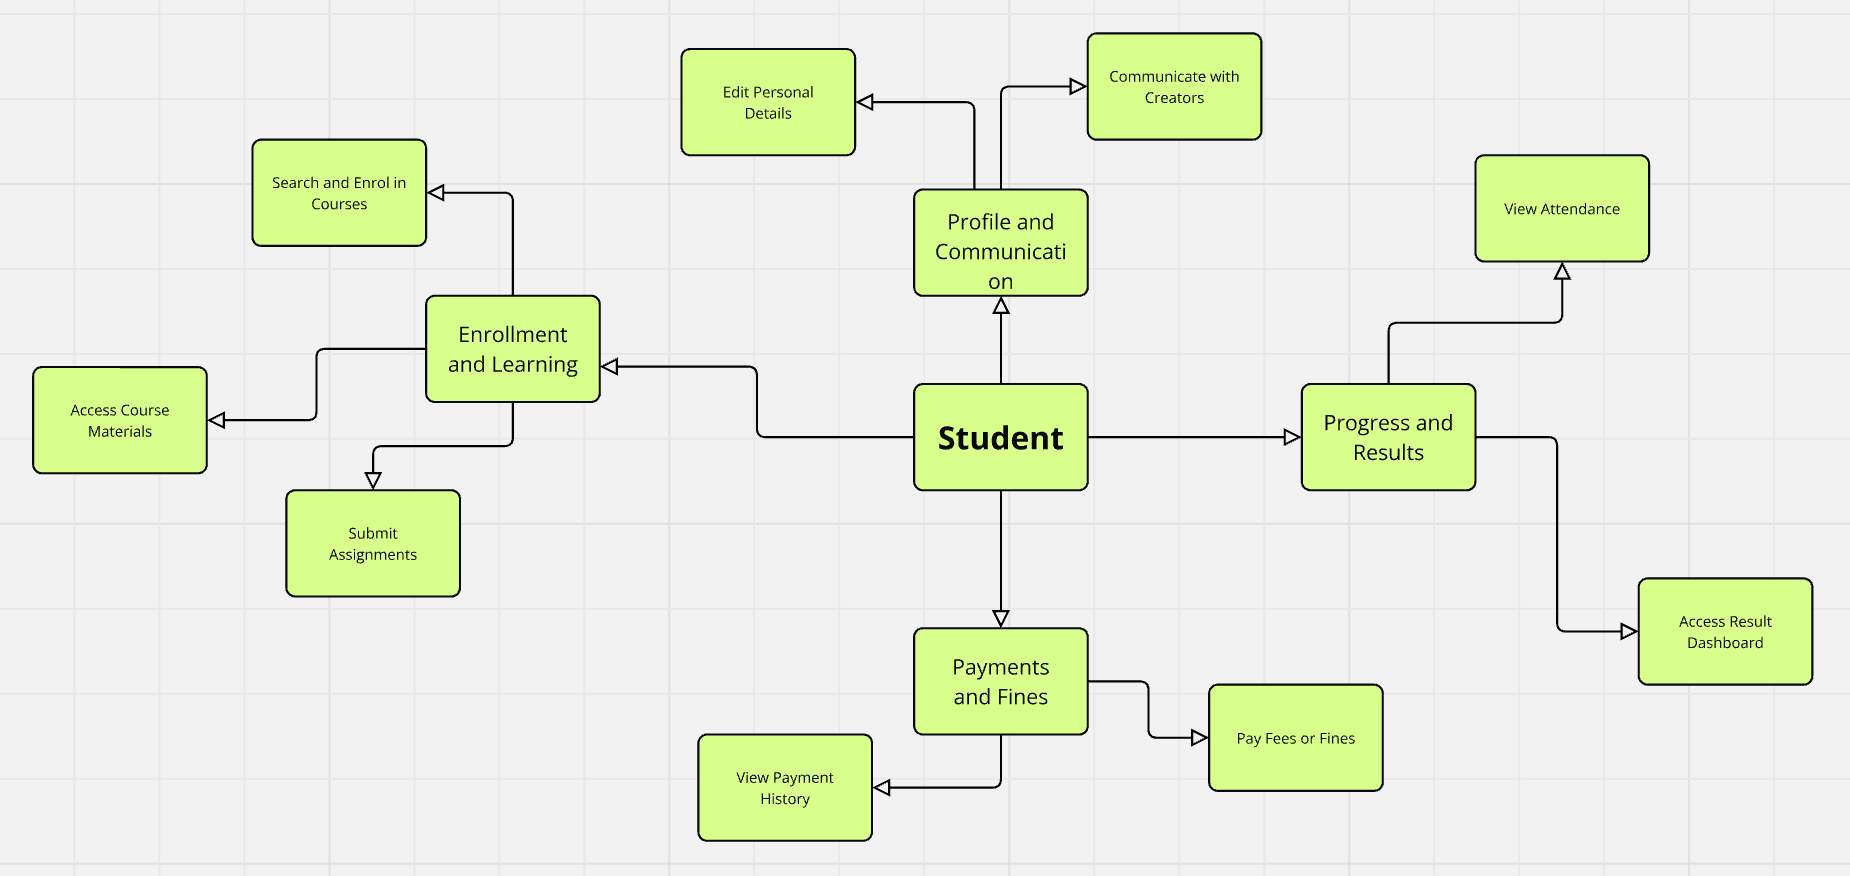 Communicate with
Creators
Edit Personal
Details
Search and Enrol in
Courses
View Attendance
Profile and
Communicati
on
Enrollment
and Learning
Access Course
Materials
Student
Progress and
Results
Submit
Assignments
Access Result
Dashboard
Payments
and Fines
Pay Fees or Fines
View Payment
History